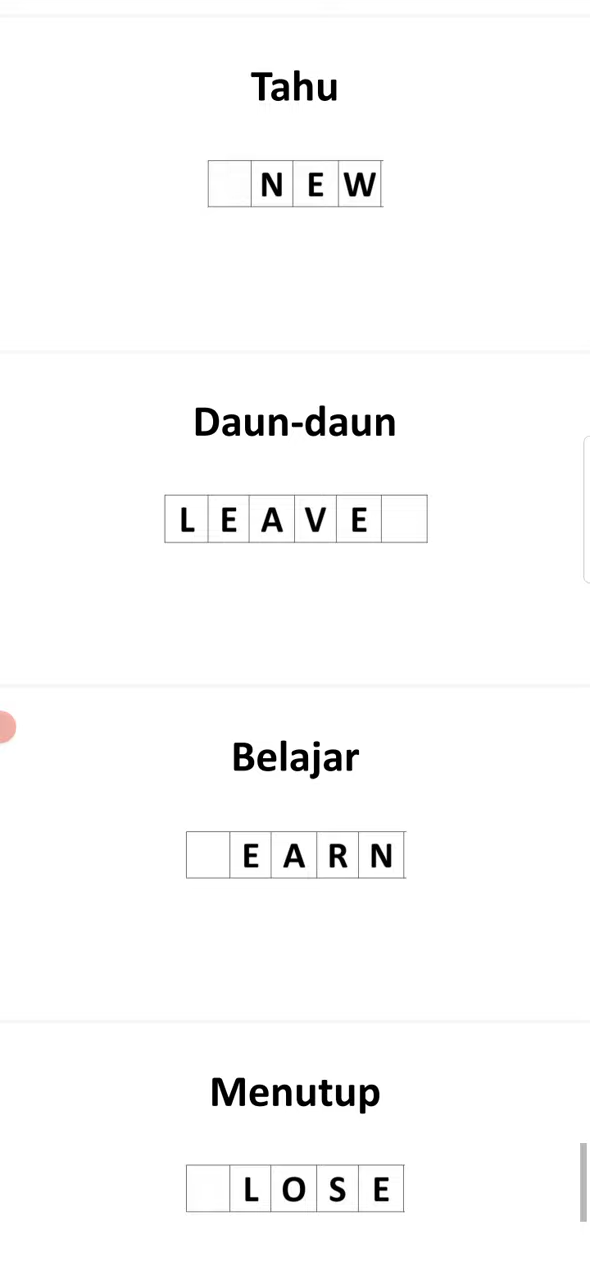 Tahu
N E W
Daun-daun
L E A V E
Belajar
E A R N
Menutup
L O S E